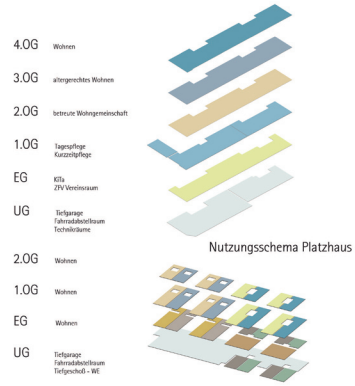 4.OG Wohnen
3.OG altergerechtes Wohnen
2.OG betreute Wohngemeinschaft
1.OG Tagespflege
Kurzzeitpflege
EG KiTa
ZFV Vereinsraum
UG Tiefgarage
Fahrradabstellraum
Technikräume
Nutzungsschema Platzhaus
2.OG Wohnen
1.OG Wohnen
EG Wohnen
UG Tiefgarage
Fahrradabstellraum
Tiefgeschoß - WE